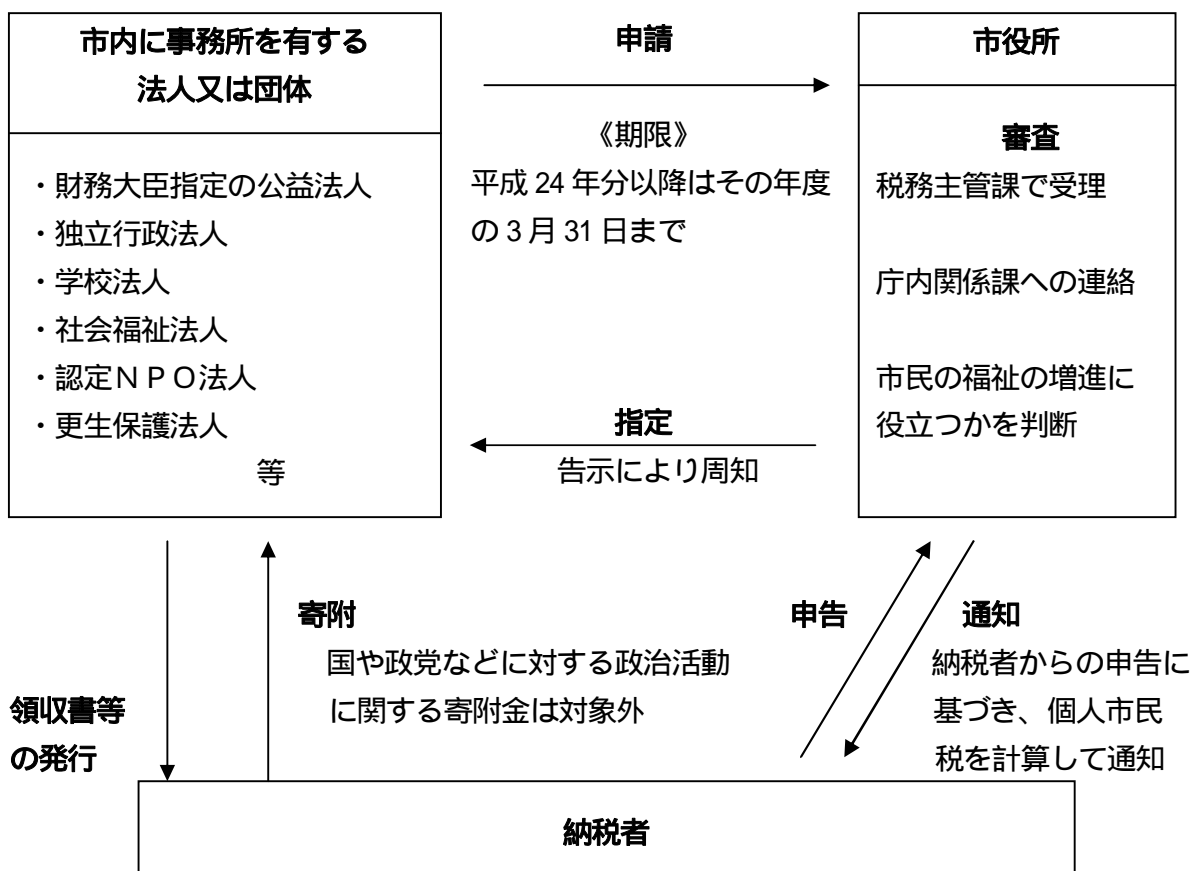 市内に事務所を有する
法人又は団体
・財務大臣指定の公益法人
・独立行政法人
・学校法人
・社会福祉法人
・認定ＮＰＯ法人
・更生保護法人
等
申請
《期限》
平成 24 年分以降はその年度
の 3 月 31 日まで
指定
告示により周知
市役所
審査
税務主管課で受理
庁内関係課への連絡
市民の福祉の増進に
役立つかを判断
領収書等
の発行
寄附
国や政党などに対する政治活動
に関する寄附金は対象外
申告
通知
納税者からの申告に
基づき、個人市民
税を計算して通知
納税者